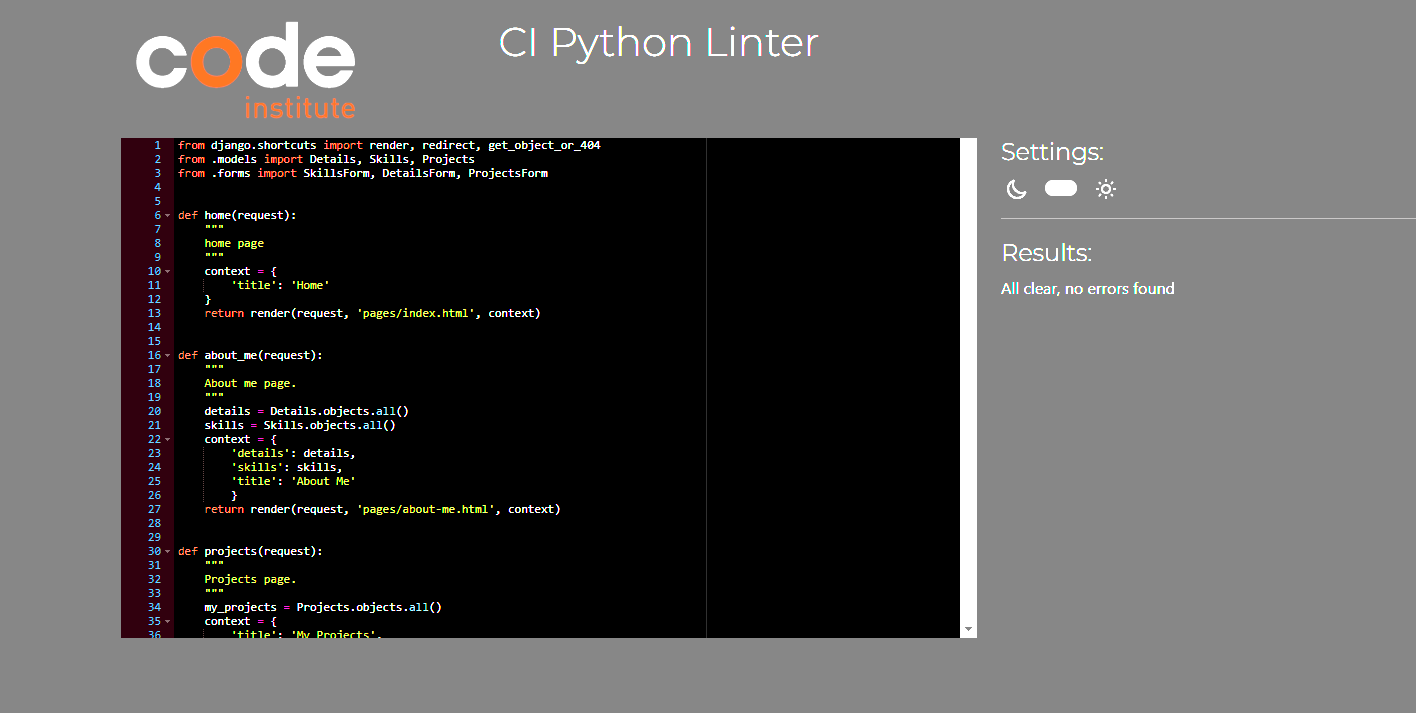 code
institute
CI Python Linter
1 from django.shortcuts import render, redirect, get_object_or_404
2 from .models import Details, Skills, Projects
3 from .forms import SkillsForm, DetailsForm, ProjectsForm
4
5
6 def home(request):
7     """
8     home page
9     """
10     context = {
11         'title': 'Home'
12     }
13     return render(request, 'pages/index.html', context)
14
15
16 def about_me(request):
17     """
18     About me page.
19     """
20     details = Details.objects.all()
21     skills = Skills.objects.all()
22     context = {
23         'details': details,
24         'skills': skills,
25         'title': 'About Me'
26         }
27     return render(request, 'pages/about-me.html', context)
28
29
30 def projects(request):
31     """
32     Projects page.
33     """
34     my_projects = Projects.objects.all()
35     context = {
36         'title': 'My Projects',
Settings:
Results:
All clear, no errors found